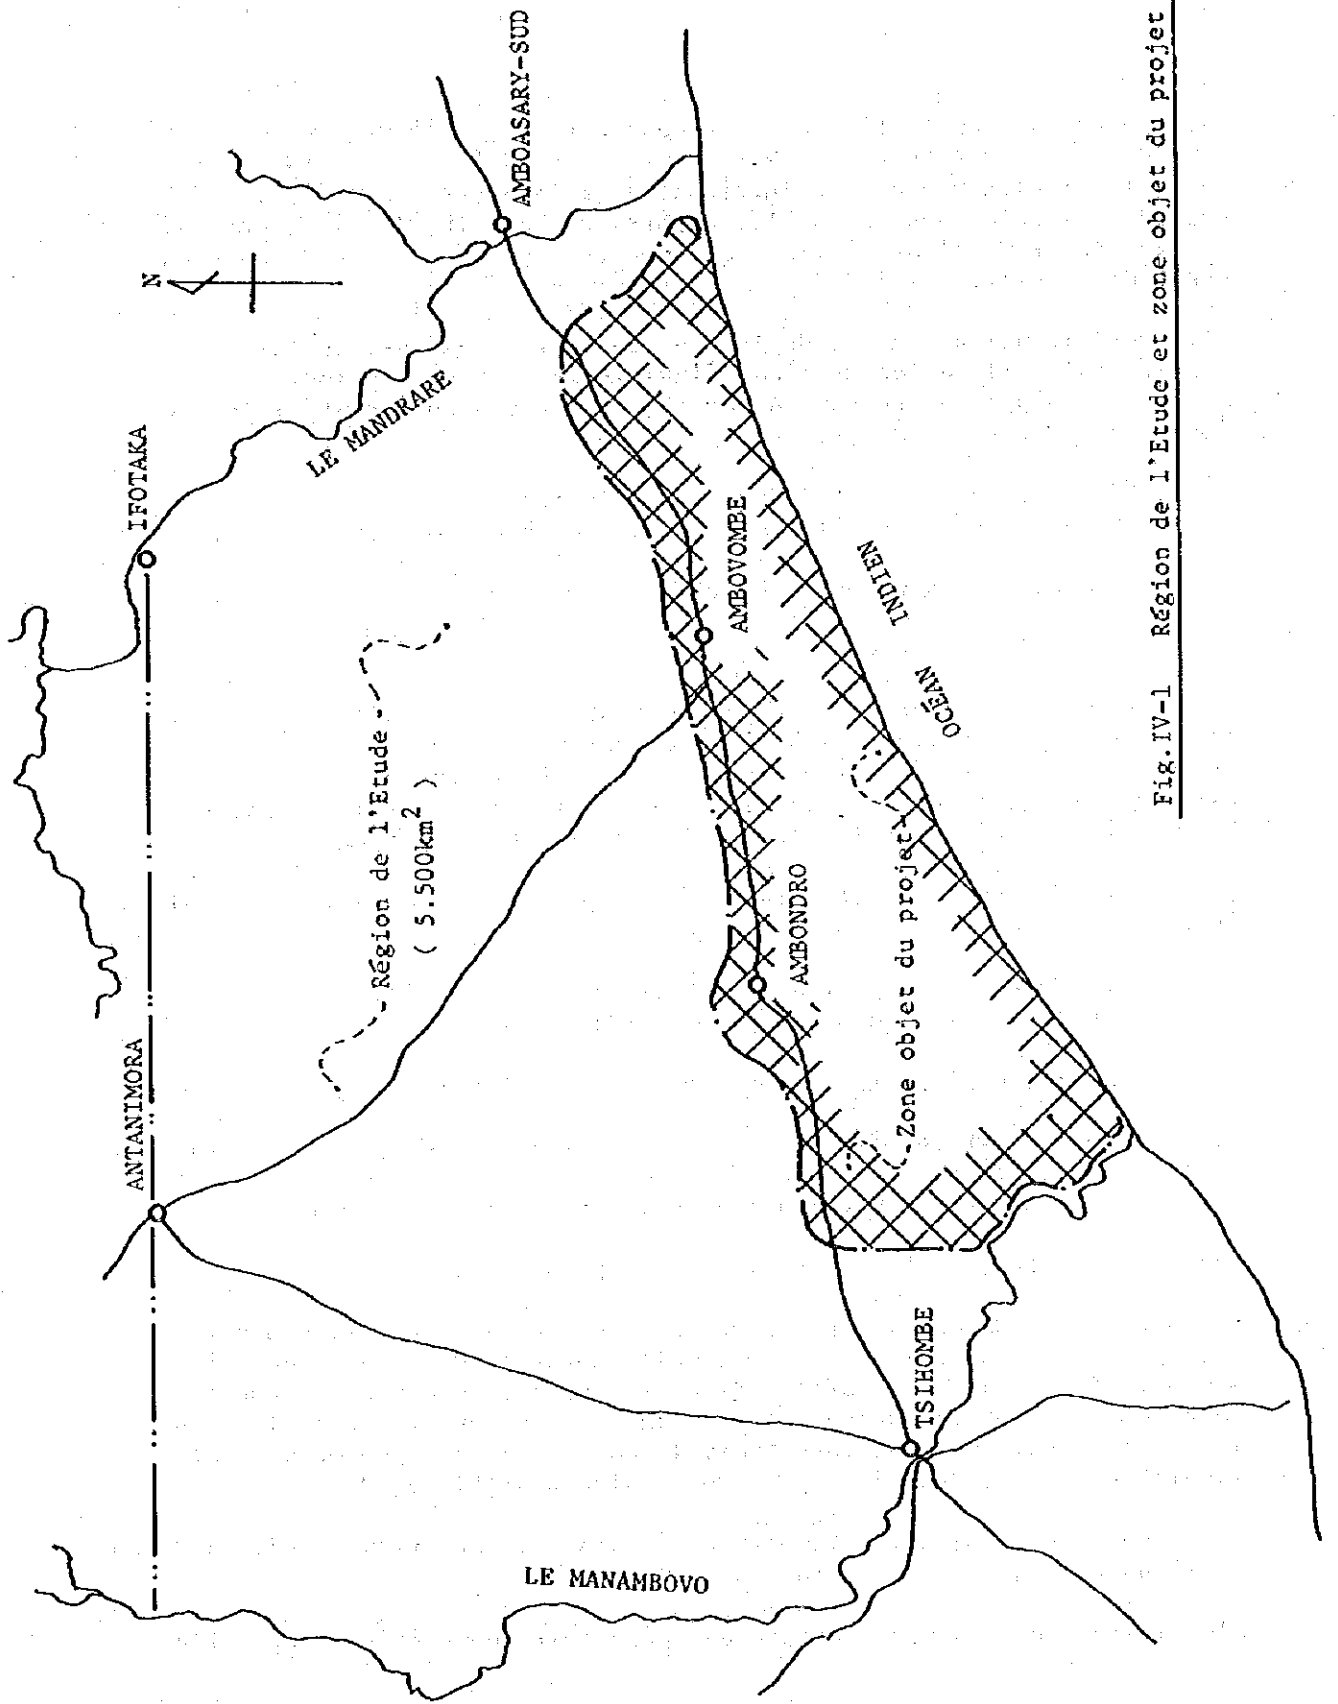 N
AMBOASARY-SUD
IFOTAKA
LE MANDRARE
ANTANIMORA
Région de l'Etude
( 5.500km²)
AMBOVOMBE
AMBONDRO
OCÉAN INDIEN
Zone objet du projet
TSIHOMBE
LE MANAMBOVO
Fig.IV-1 Région de l'Etude et zone objet du projet